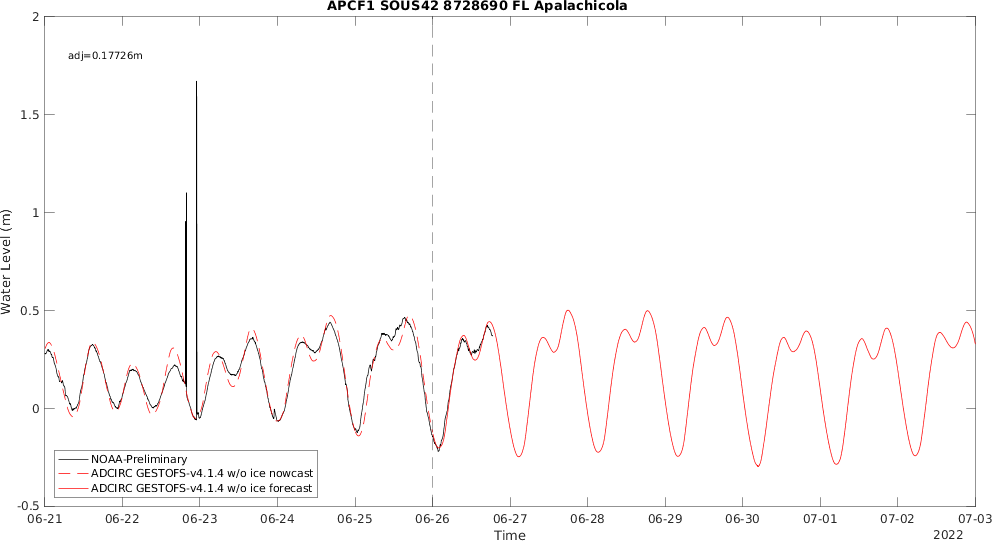 APCF1 SOUS42 8728690 FL Apalachicola
adj=0.17726m
2
1.5
1
0.5
0
-0.5
Water Level (m)
NOAA-Preliminary
ADCIRC GESTOFS-v4.1.4 w/o ice nowcast
ADCIRC GESTOFS-v4.1.4 w/o ice forecast
06-21 06-22 06-23 06-24 06-25 06-26 06-27 06-28 06-29 06-30 07-01 07-02 07-03
Time
2022